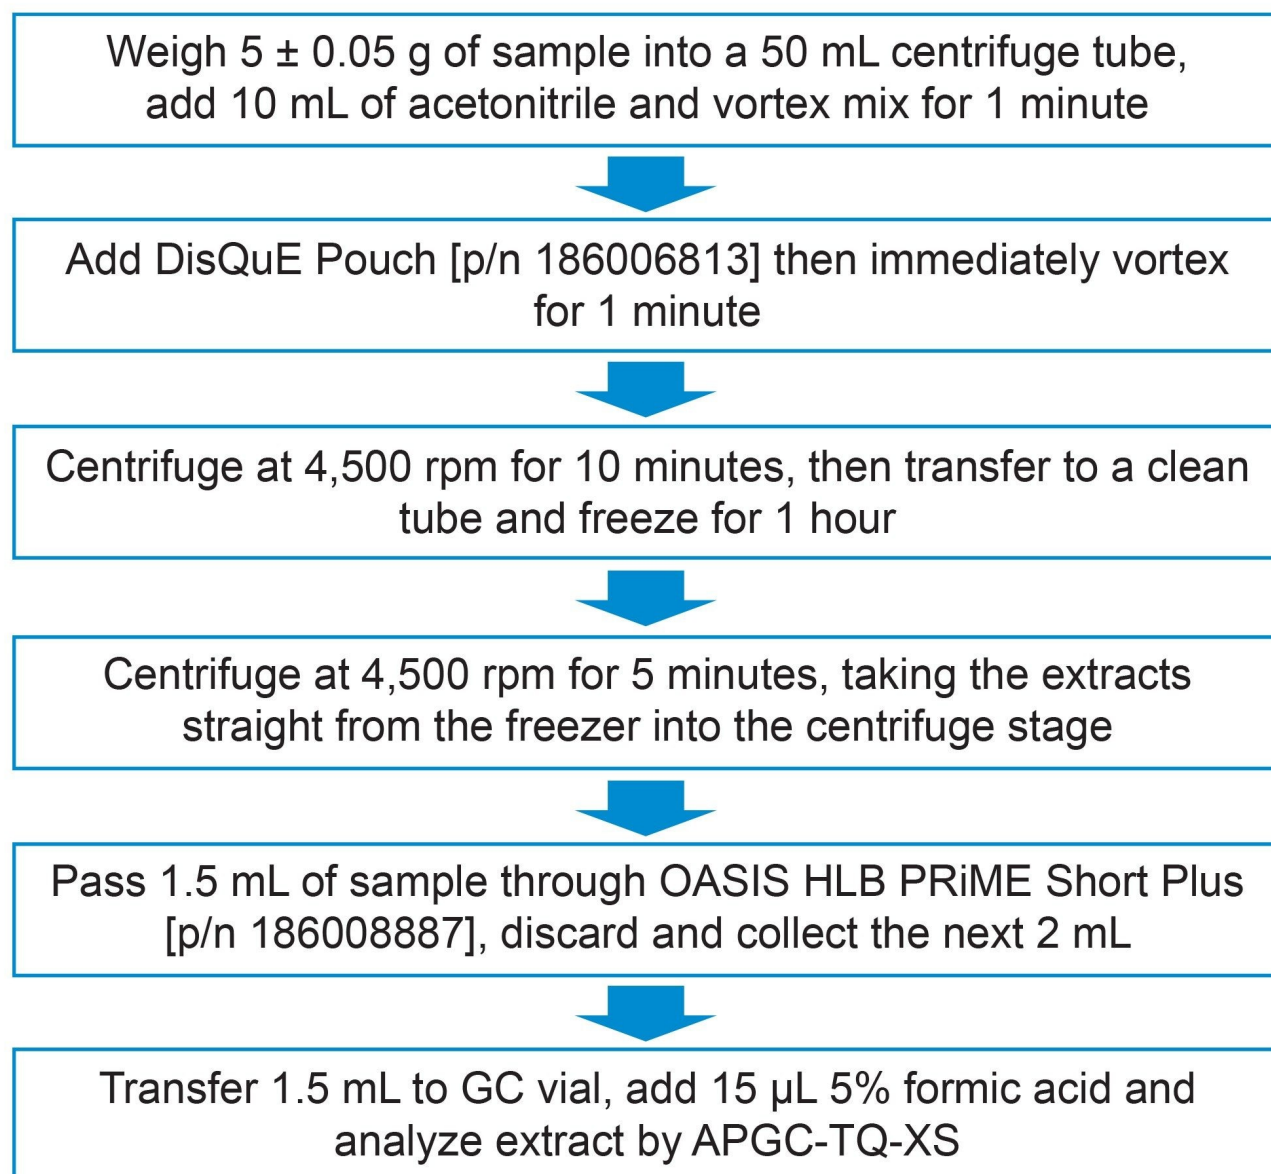 Weigh 5 ± 0.05 g of sample into a 50 mL centrifuge tube,
add 10 mL of acetonitrile and vortex mix for 1 minute
Add DisQuE Pouch [p/n 186006813] then immediately vortex
for 1 minute
Centrifuge at 4,500 rpm for 10 minutes, then transfer to a clean
tube and freeze for 1 hour
Centrifuge at 4,500 rpm for 5 minutes, taking the extracts
straight from the freezer into the centrifuge stage
Pass 1.5 mL of sample through OASIS HLB PRiME Short Plus
[p/n 186008887], discard and collect the next 2 mL
Transfer 1.5 mL to GC vial, add 15 µL 5% formic acid and
analyze extract by APGC-TQ-XS